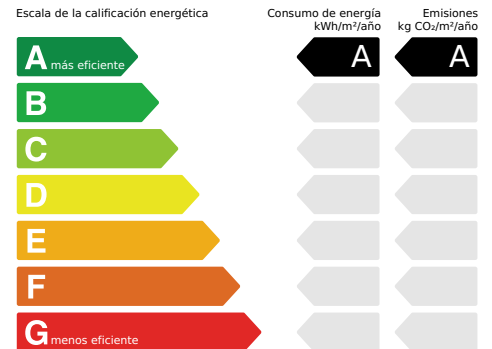 Escala de la calificación energética
Consumo de energía
kWh/m²/año
Emisiones
kg CO₂/m²/año
A más eficiente
A
A
B
C
D
E
F
G menos eficiente